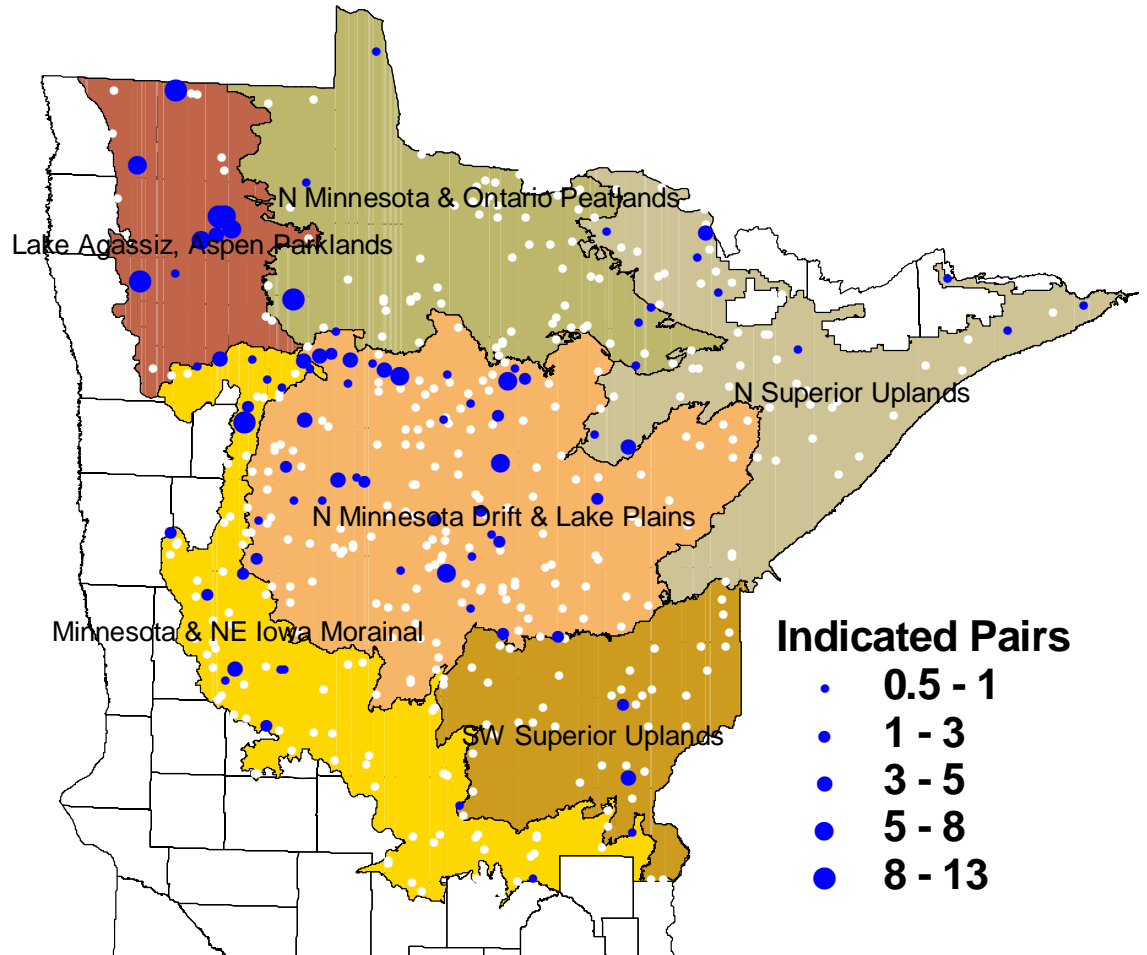 N Minnesota & Ontario Peatlands
Lake Agassiz, Aspen Parklands
N Superior Uplands
N Minnesota Drift & Lake Plains
Minnesota & NE Iowa Morainal
SW Superior Uplands
Indicated Pairs
0.5 - 1
1 - 3
3 - 5
5 - 8
8 - 13